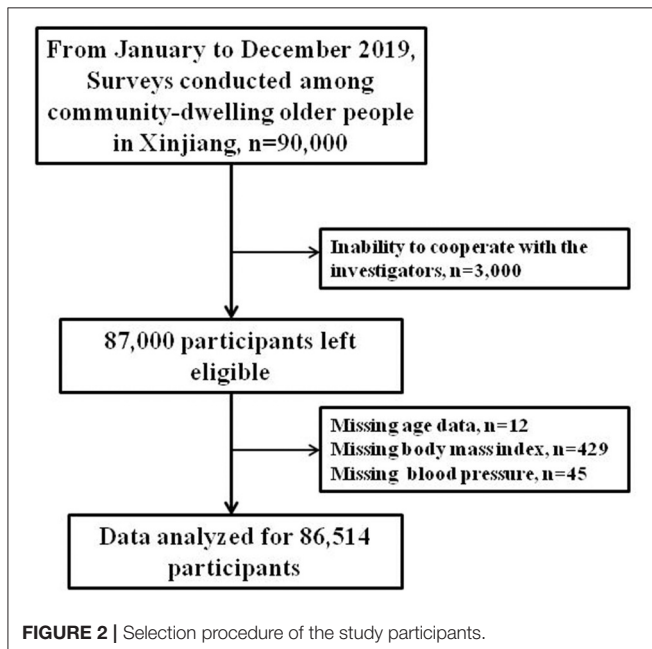 From January to December 2019,
Surveys conducted among
community-dwelling older people
in Xinjiang, n=90,000
Inability to cooperate with the
investigators, n=3,000
87,000 participants left
eligible
Missing age data, n=12
Missing body mass index, n=429
Missing blood pressure, n=45
Data analyzed for 86,514
participants
FIGURE 2 | Selection procedure of the study participants.